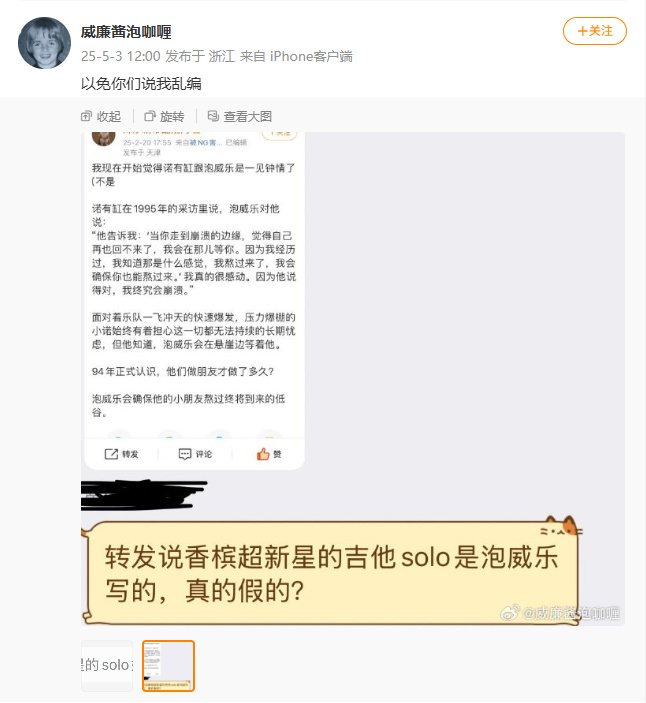 威廉酱泡咖喱
+关注
25-5-3 12:00 发布于 浙江 来自 iPhone客户端
以免你们说我乱编
收起
旋转
查看大图
25-2-20 17:55 来自被NG害... 已编辑
发布于 天津
我现在开始觉得诺有缸跟泡威乐是一见钟情了
(不是
诺有缸在1995年的采访里说，泡威乐对他
说：
“他告诉我：‘当你走到崩溃的边缘，觉得自己
再也回不来了，我会在那儿等你。因为我经历
过，我知道那是什么感觉，我熬过来了，我会
确保你也能熬过来。’我真的很感动。因为他说
得对，我终究会崩溃。”
面对着乐队一飞冲天的快速爆发，压力爆棚的
小诺始终有着担心这一切都无法持续的长期忧
虑，但他知道，泡威乐会在悬崖边等着他。
94年正式认识，他们做朋友才做了多久？
泡威乐会确保他的小朋友熬过终将到来的低
谷。
转发
评论
赞
转发说香槟超新星的吉他solo是泡威乐
写的，真的假的？
@威廉酱泡咖喱
的solo